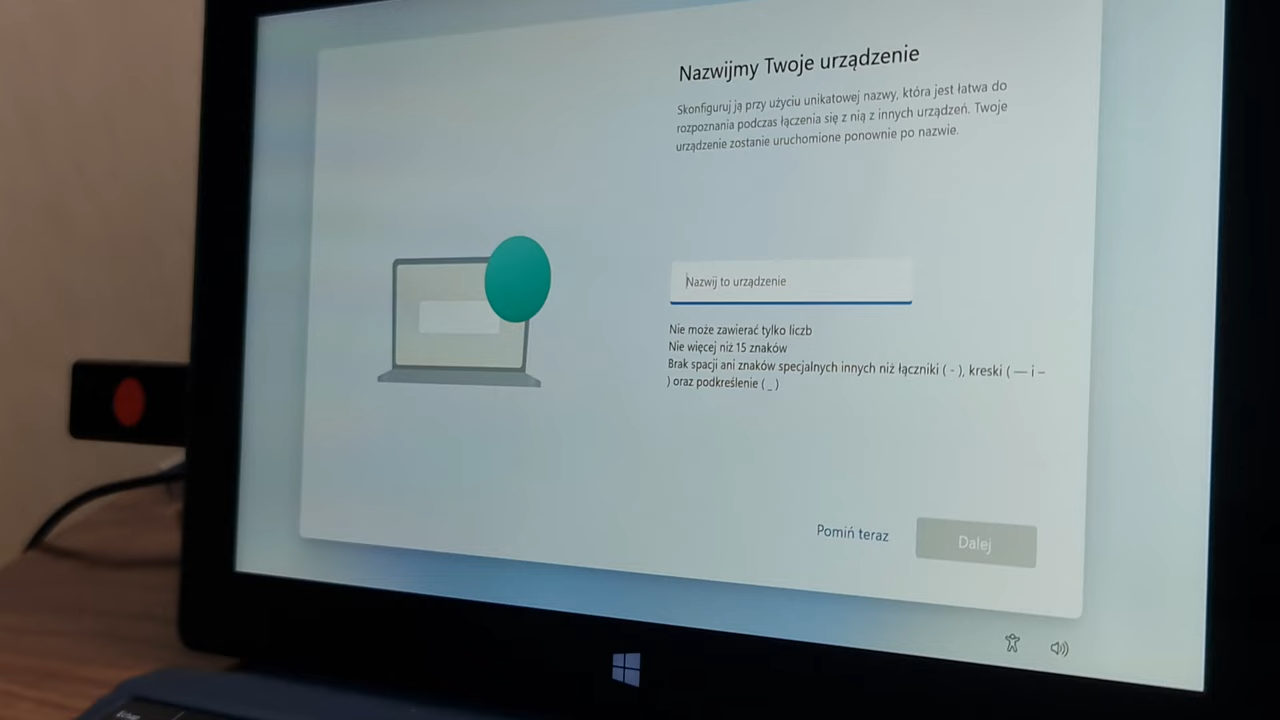 Nazwijmy Twoje urządzenie
Skonfiguruj ją przy użyciu unikatowej nazwy, która jest łatwa do
rozpoznania podczas łączenia się z nią z innych urządzeń. Twoje
urządzenie zostanie uruchomione ponownie po nazwie.
Nazwij to urządzenie
Nie może zawierać tylko liczb
Nie więcej niż 15 znaków
Brak spacji ani znaków specjalnych innych niż łączniki ( - ), kreski ( — i –
) oraz podkreślenie ( _ )
Pomiń teraz
Dalej